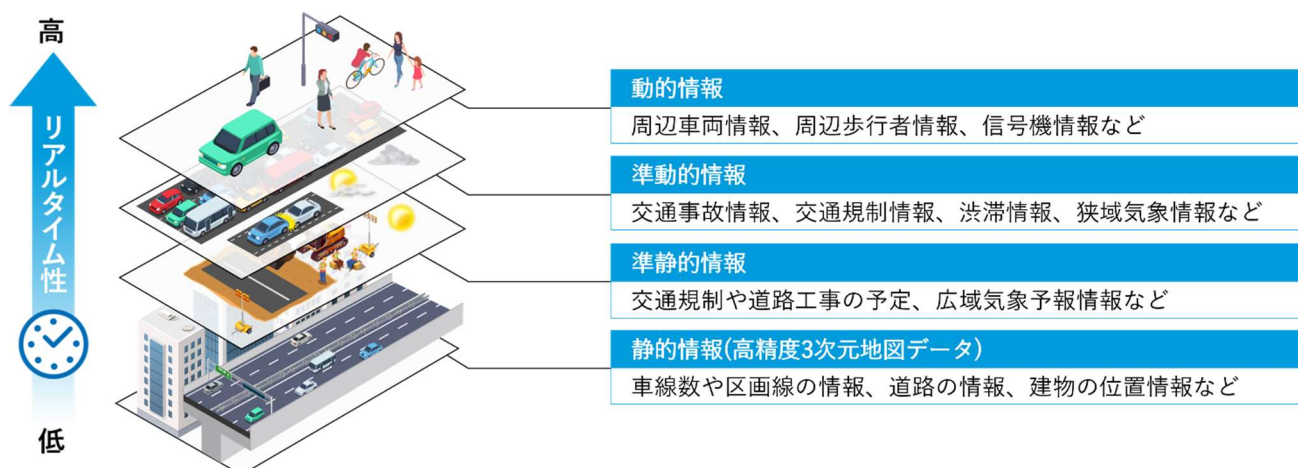 高
リアルタイム性
低
動的情報
周辺車両情報、周辺歩行者情報、信号機情報など
準動的情報
交通事故情報、交通規制情報、渋滞情報、狭域気象情報など
準静的情報
交通規制や道路工事の予定、広域気象予報情報など
静的情報(高精度3次元地図データ)
車線数や区画線の情報、道路の情報、建物の位置情報など